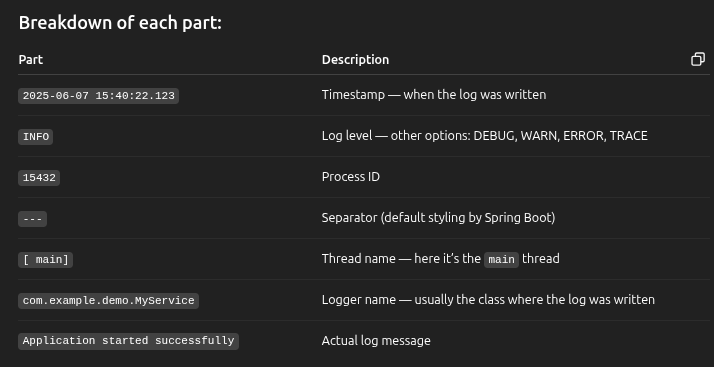 Breakdown of each part:
Part Description
2025-06-07 15:40:22.123 Timestamp — when the log was written
INFO Log level — other options: DEBUG, WARN, ERROR, TRACE
15432 Process ID
--- Separator (default styling by Spring Boot)
[ main] Thread name — here it’s the main thread
com.example.demo.MyService Logger name — usually the class where the log was written
Application started successfully Actual log message